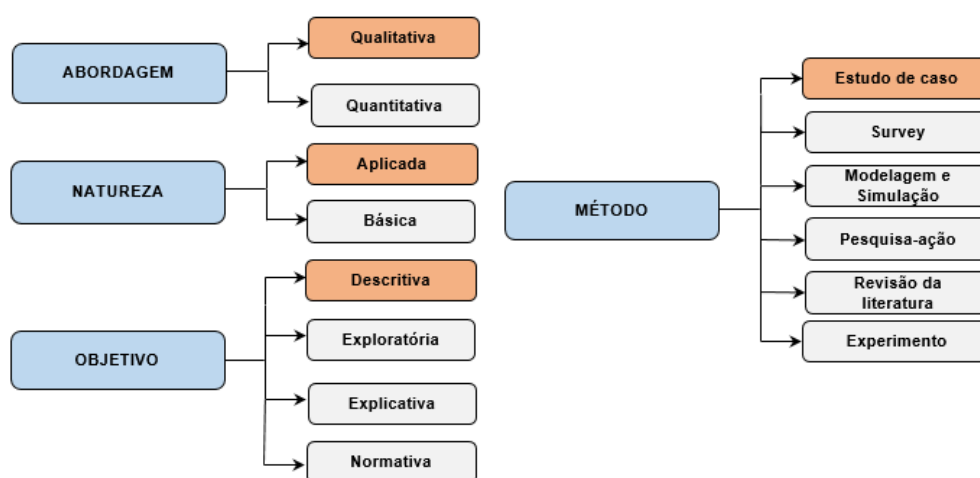 ABORDAGEM
Qualitativa
Quantitativa
NATUREZA
Aplicada
Básica
OBJETIVO
Descritiva
Exploratória
Explicativa
Normativa
MÉTODO
Estudo de caso
Survey
Modelagem e
Simulação
Pesquisa-ação
Revisão da
literatura
Experimento